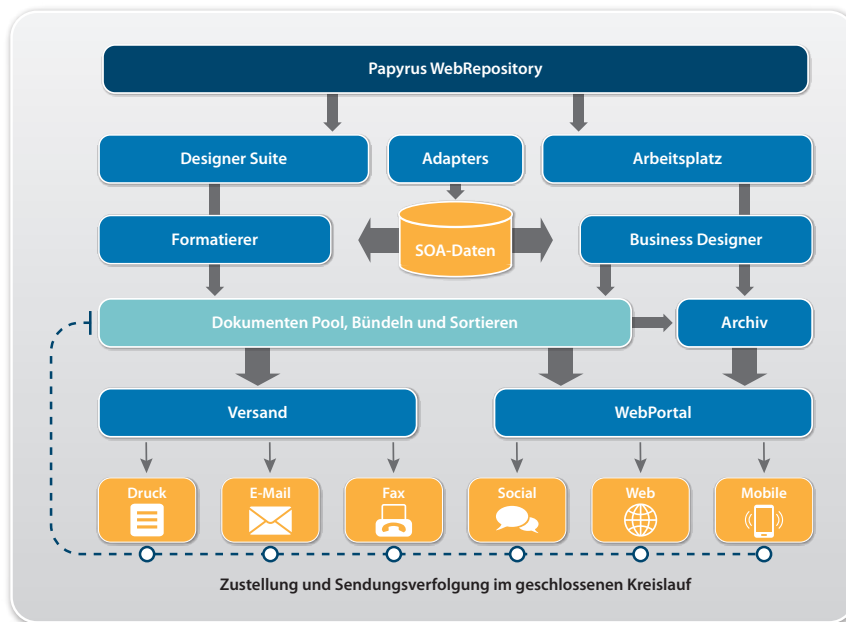 Papyrus WebRepository
Designer Suite
Adapters
Arbeitsplatz
Formatierer
SOA-Daten
Business Designer
Dokumenten Pool, Bündeln und Sortieren
Archiv
Versand
WebPortal
Druck
E-Mail
Fax
Social
Web
Mobile
Zustellung und Sendungsverfolgung im geschlossenen Kreislauf